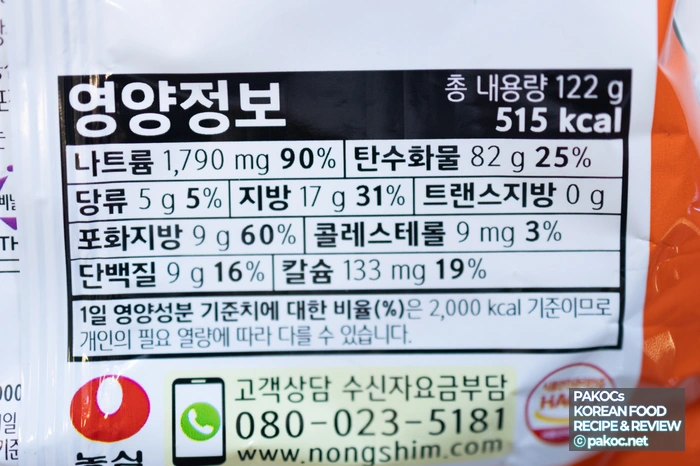 영양정보
총 내용량 122 g
515 kcal
나트륨 1,790 mg 90% 탄수화물 82 g 25%
당류 5 g 5% 지방 17 g 31% 트랜스지방 0 g
포화지방 9 g 60% 콜레스테롤 9 mg 3%
단백질 9 g 16% 칼슘 133 mg 19%
1일 영양성분 기준치에 대한 비율(%)은 2,000 kcal 기준이므로
개인의 필요 열량에 따라 다를 수 있습니다.
고객상담 수신자요금부담
080-023-5181
www.nongshim.com
농심
PAKOCs
KOREAN FOOD
RECIPE & REVIEW
© pakoc.net